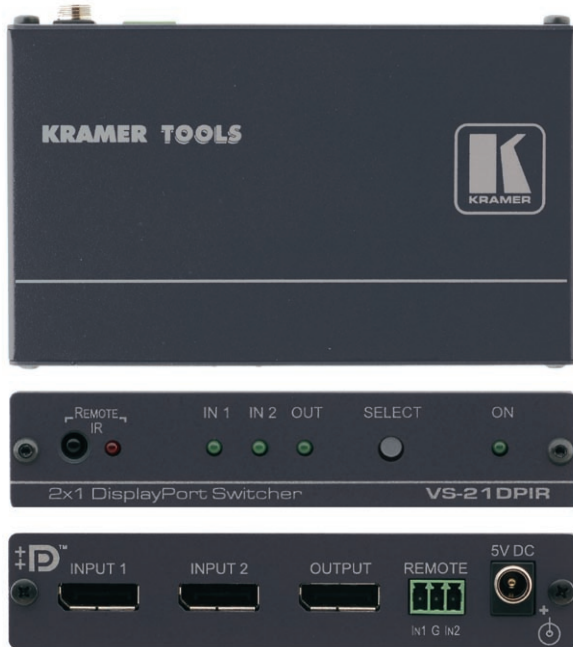 KRAMER TOOLS
K
KRAMER
REMOTE
IR
IN 1 IN 2 OUT SELECT ON
2x1 DisplayPort Switcher VS-21DPIR
D™
INPUT 1 INPUT 2 OUTPUT REMOTE 5V DC
IN1 G IN2
+